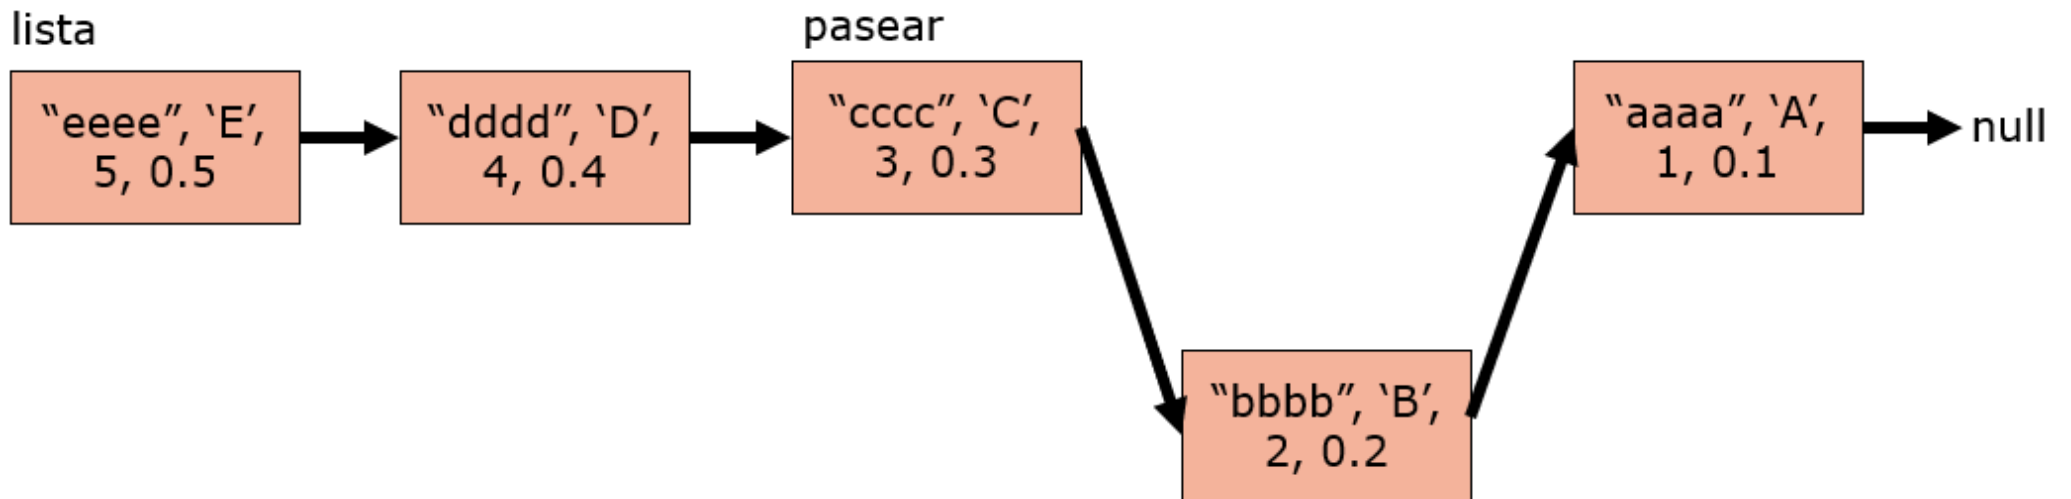 lista
pasear
“eeee”, ‘E’,
5, 0.5
“dddd”, ‘D’,
4, 0.4
“cccc”, ‘C’,
3, 0.3
“aaaa”, ‘A’,
1, 0.1
null
“bbbb”, ‘B’,
2, 0.2